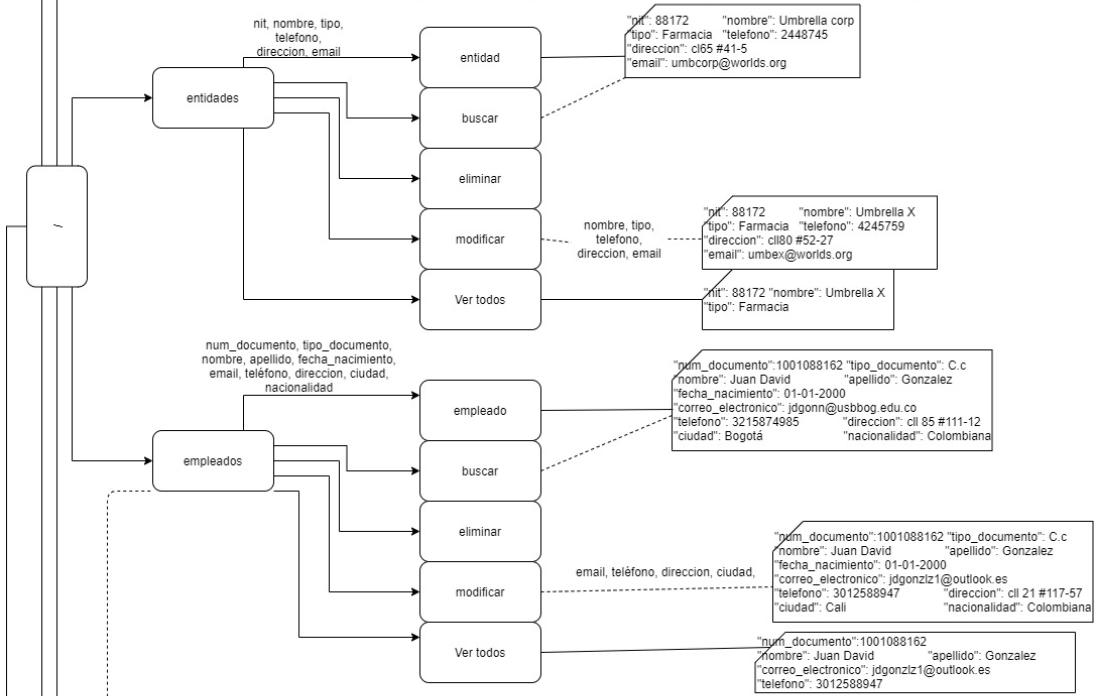 nit, nombre, tipo,
telefono,
direccion, email
entidades
entidad
"nit": 88172 "nombre": Umbrella corp
"tipo": Farmacia "telefono": 2448745
"direccion": cl65 #41-5
"email": umbcorp@worlds.org
buscar
eliminar
/
modificar
nombre, tipo,
telefono,
direccion, email
"nit": 88172 "nombre": Umbrella X
"tipo": Farmacia "telefono": 4245759
"direccion": cll80 #52-27
"email": umbex@worlds.org
Ver todos
"nit": 88172 "nombre": Umbrella X
"tipo": Farmacia
num_documento, tipo_documento,
nombre, apellido, fecha_nacimiento,
email, teléfono, direccion, ciudad,
nacionalidad
empleados
empleado
"num_documento":1001088162 "tipo_documento": C.c
"nombre": Juan David "apellido": Gonzalez
"fecha_nacimiento": 01-01-2000
"correo_electronico": jdgonn@usbbog.edu.co
"telefono": 3215874985 "direccion": cll 85 #111-12
"ciudad": Bogotá "nacionalidad": Colombiana
buscar
eliminar
modificar
email, teléfono, direccion, ciudad,
"num_documento":1001088162 "tipo_documento": C.c
"nombre": Juan David "apellido": Gonzalez
"fecha_nacimiento": 01-01-2000
"correo_electronico": jdgonzlz1@outlook.es
"telefono": 3012588947 "direccion": cll 21 #117-57
"ciudad": Cali "nacionalidad": Colombiana
Ver todos
"num_documento":1001088162
"nombre": Juan David "apellido": Gonzalez
"correo_electronico": jdgonzlz1@outlook.es
"telefono": 3012588947